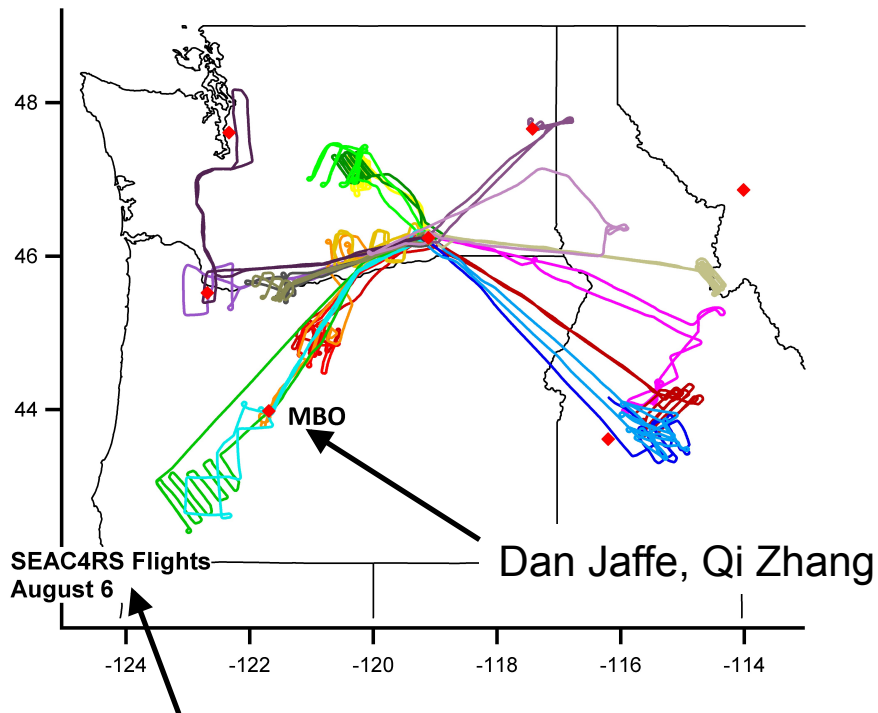 48
46
44
MBO
Dan Jaffe, Qi Zhang
SEAC4RS Flights
August 6
-124 -122 -120 -118 -116 -114